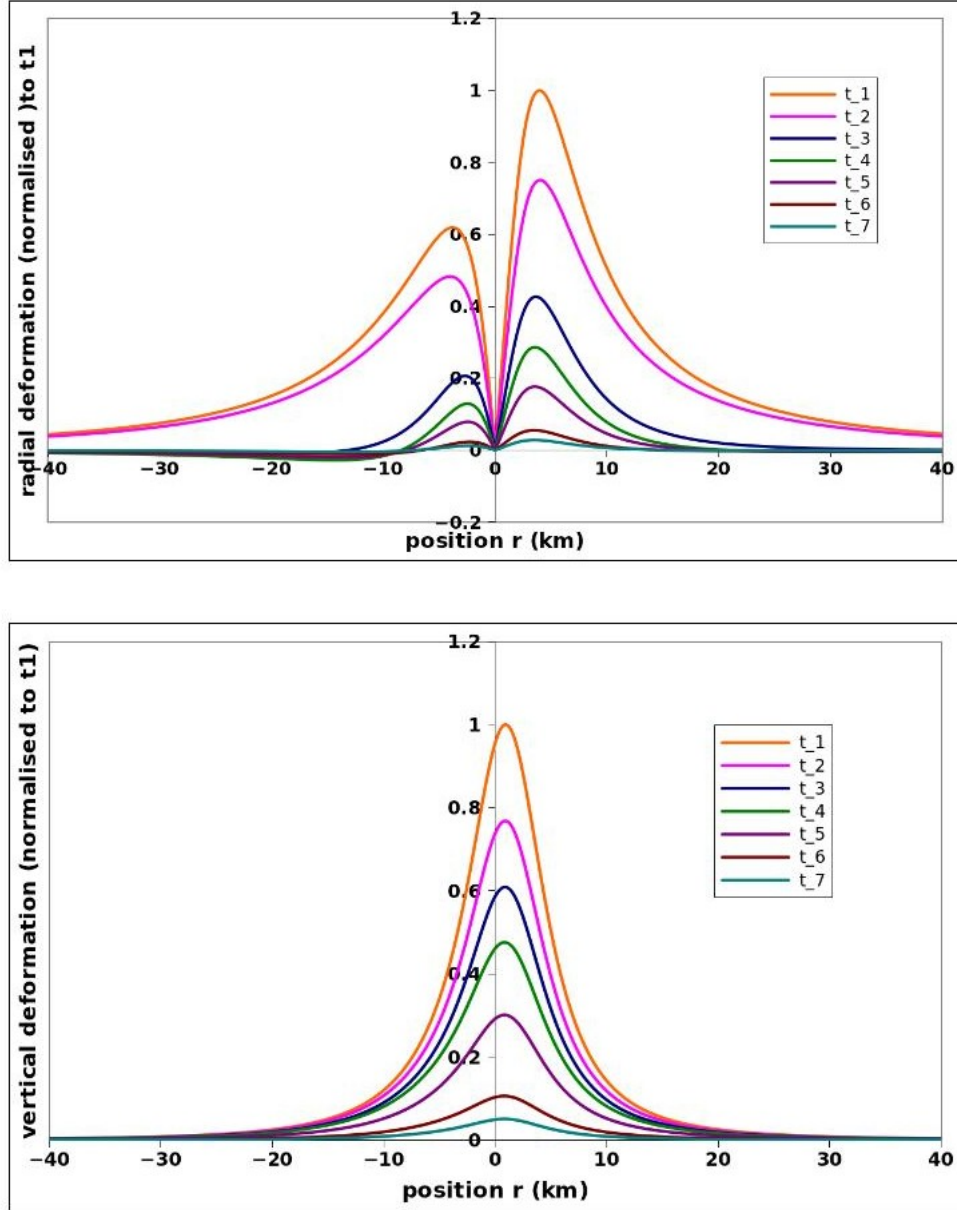 radial deformation (normalised )to t1
1.2
1
0.8
0.6
0.4
0.2
0
−0.2
−40 −30 −20 −10 0 10 20 30 40
position r (km)
t_1
t_2
t_3
t_4
t_5
t_6
t_7
vertical deformation (normalised to t1)
1.2
1
0.8
0.6
0.4
0.2
0
−40 −30 −20 −10 0 10 20 30 40
position r (km)
t_1
t_2
t_3
t_4
t_5
t_6
t_7